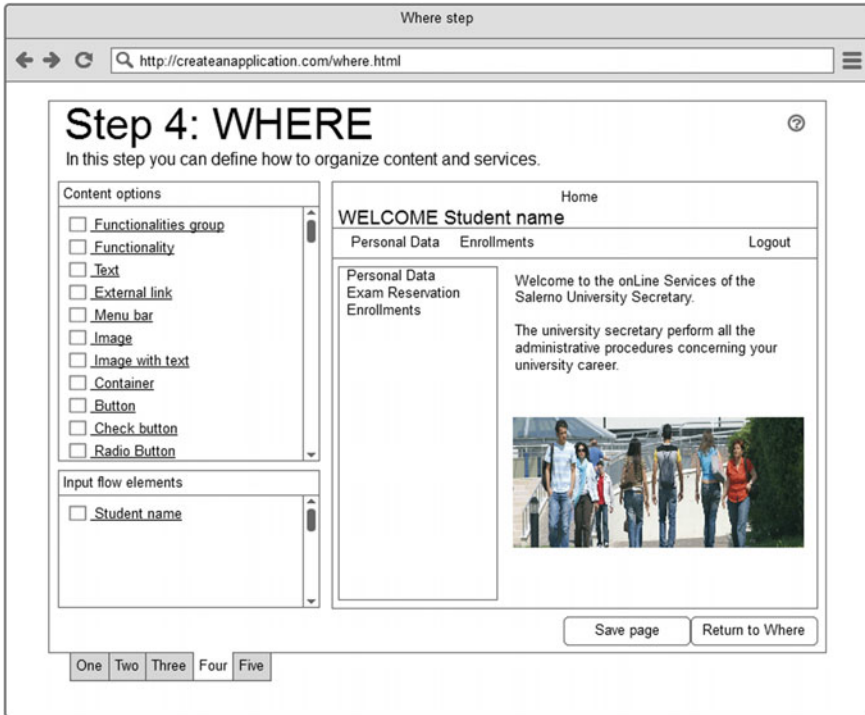 Where step
http://createanapplication.com/where.html
Step 4: WHERE
In this step you can define how to organize content and services.
Content options
Functionalities group
Functionality
Text
External link
Menu bar
Image
Image with text
Container
Button
Check button
Radio Button
Input flow elements
Student name
Home
WELCOME Student name
Personal Data Enrollments Logout
Personal Data
Exam Reservation
Enrollments
Welcome to the onLine Services of the
Salerno University Secretary.
The university secretary perform all the
administrative procedures concerning your
university career.
Save page Return to Where
One Two Three Four Five